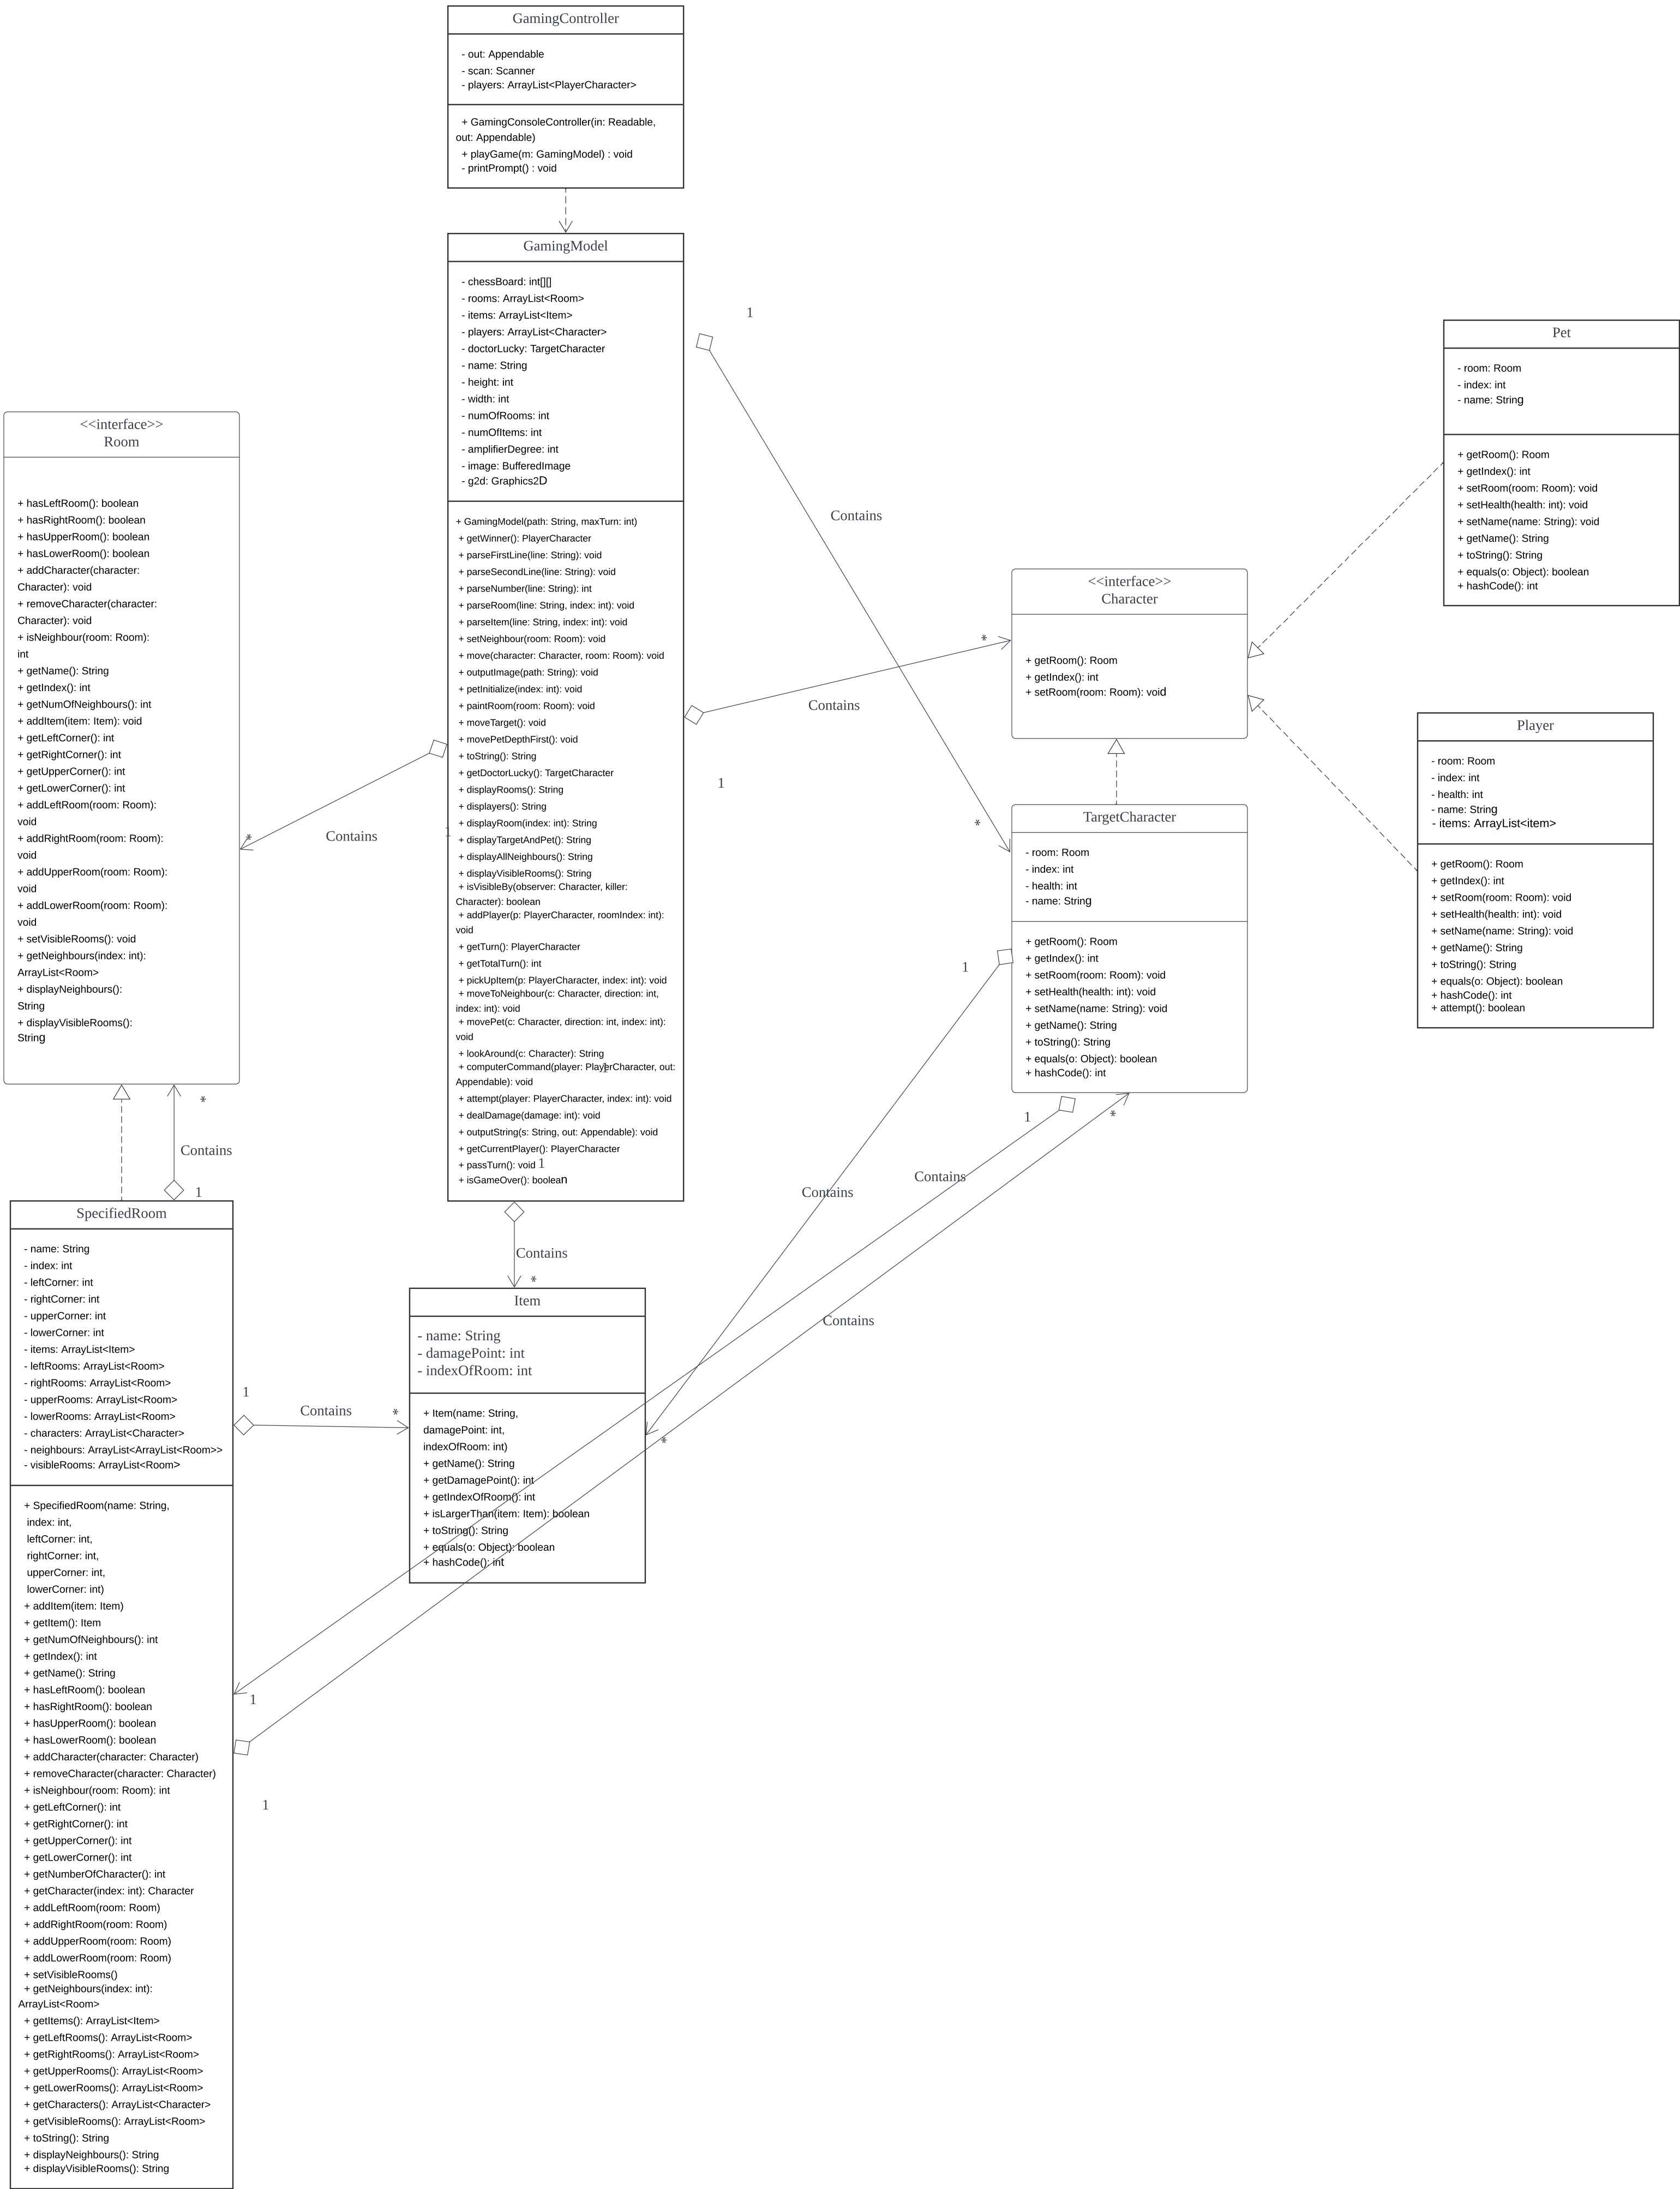 GamingController
- out: Appendable
- scan: Scanner
- players: ArrayList<PlayerCharacter>
+ GamingConsoleController(in: Readable,
out: Appendable)
+ playGame(m: GamingModel) : void
- printPrompt() : void
GamingModel
- chessBoard: int[][]
- rooms: ArrayList<Room>
- items: ArrayList<Item>
- players: ArrayList<Character>
- doctorLucky: TargetCharacter
- name: String
- height: int
- width: int
- numOfRooms: int
- numOfItems: int
- amplifierDegree: int
- image: BufferedImage
- g2d: Graphics2D
+ GamingModel(path: String, maxTurn: int)
+ getWinner(): PlayerCharacter
+ parseFirstLine(line: String): void
+ parseSecondLine(line: String): void
+ parseNumber(line: String): int
+ parseRoom(line: String, index: int): void
+ parseItem(line: String, index: int): void
+ setNeighbour(room: Room): void
+ move(character: Character, room: Room): void
+ outputImage(path: String): void
+ petInitialize(index: int): void
+ paintRoom(room: Room): void
+ moveTarget(): void
+ movePetDepthFirst(): void
+ toString(): String
+ getDoctorLucky(): TargetCharacter
+ displayRooms(): String
+ displayers(): String
+ displayRoom(index: int): String
+ displayTargetAndPet(): String
+ displayAllNeighbours(): String
+ displayVisibleRooms(): String
+ isVisibleBy(observer: Character, killer:
Character): boolean
+ addPlayer(p: PlayerCharacter, roomIndex: int):
void
+ getTurn(): PlayerCharacter
+ getTotalTurn(): int
+ pickUpItem(p: PlayerCharacter, index: int): void
+ moveToNeighbour(c: Character, direction: int,
index: int): void
+ movePet(c: Character, direction: int, index: int):
void
+ lookAround(c: Character): String
+ computerCommand(player: PlayerCharacter, out:
Appendable): void
+ attempt(player: PlayerCharacter, index: int): void
+ dealDamage(damage: int): void
+ outputString(s: String, out: Appendable): void
+ getCurrentPlayer(): PlayerCharacter
+ passTurn(): void
1
+ isGameOver(): boolean
<<interface>>
Room
+ hasLeftRoom(): boolean
+ hasRightRoom(): boolean
+ hasUpperRoom(): boolean
+ hasLowerRoom(): boolean
+ addCharacter(character:
Character): void
+ removeCharacter(character:
Character): void
+ isNeighbour(room: Room):
int
+ getName(): String
+ getIndex(): int
+ getNumOfNeighbours(): int
+ addItem(item: Item): void
+ getLeftCorner(): int
+ getRightCorner(): int
+ getUpperCorner(): int
+ getLowerCorner(): int
+ addLeftRoom(room: Room):
void
+ addRightRoom(room: Room):
void
+ addUpperRoom(room: Room):
void
+ addLowerRoom(room: Room):
void
+ setVisibleRooms(): void
+ getNeighbours(index: int):
ArrayList<Room>
+ displayNeighbours():
String
+ displayVisibleRooms():
String
*
Contains
1
1
Contains
*
1
Contains
*
1
Pet
- room: Room
- index: int
- name: String
+ getRoom(): Room
+ getIndex(): int
+ setRoom(room: Room): void
+ setHealth(health: int): void
+ setName(name: String): void
+ getName(): String
+ toString(): String
+ equals(o: Object): boolean
+ hashCode(): int
<<interface>>
Character
+ getRoom(): Room
+ getIndex(): int
+ setRoom(room: Room): void
Player
- room: Room
- index: int
- health: int
- name: String
- items: ArrayList<item>
+ getRoom(): Room
+ getIndex(): int
+ setRoom(room: Room): void
+ setHealth(health: int): void
+ setName(name: String): void
+ getName(): String
+ toString(): String
+ equals(o: Object): boolean
+ hashCode(): int
+ attempt(): boolean
TargetCharacter
- room: Room
- index: int
- health: int
- name: String
+ getRoom(): Room
+ getIndex(): int
+ setRoom(room: Room): void
+ setHealth(health: int): void
+ setName(name: String): void
+ getName(): String
+ toString(): String
+ equals(o: Object): boolean
+ hashCode(): int
1
Contains
*
1
Contains
1
*
Contains
1
*
Contains
1
Contains
*
SpecifiedRoom
- name: String
- index: int
- leftCorner: int
- rightCorner: int
- upperCorner: int
- lowerCorner: int
- items: ArrayList<Item>
- leftRooms: ArrayList<Room>
- rightRooms: ArrayList<Room>
- upperRooms: ArrayList<Room>
- lowerRooms: ArrayList<Room>
- characters: ArrayList<Character>
- neighbours: ArrayList<ArrayList<Room>>
- visibleRooms: ArrayList<Room>
+ SpecifiedRoom(name: String,
index: int,
leftCorner: int,
rightCorner: int,
upperCorner: int,
lowerCorner: int)
+ addItem(item: Item)
+ getItem(): Item
+ getNumOfNeighbours(): int
+ getIndex(): int
+ getName(): String
+ hasLeftRoom(): boolean
+ hasRightRoom(): boolean
+ hasUpperRoom(): boolean
+ hasLowerRoom(): boolean
+ addCharacter(character: Character)
+ removeCharacter(character: Character)
+ isNeighbour(room: Room): int
+ getLeftCorner(): int
+ getRightCorner(): int
+ getUpperCorner(): int
+ getLowerCorner(): int
+ getNumberOfCharacter(): int
+ getCharacter(index: int): Character
+ addLeftRoom(room: Room)
+ addRightRoom(room: Room)
+ addUpperRoom(room: Room)
+ addLowerRoom(room: Room)
+ setVisibleRooms()
+ getNeighbours(index: int):
ArrayList<Room>
+ getItems(): ArrayList<Item>
+ getLeftRooms(): ArrayList<Room>
+ getRightRooms(): ArrayList<Room>
+ getUpperRooms(): ArrayList<Room>
+ getLowerRooms(): ArrayList<Room>
+ getCharacters(): ArrayList<Character>
+ getVisibleRooms(): ArrayList<Room>
+ toString(): String
+ displayNeighbours(): String
+ displayVisibleRooms(): String
1
Contains
*
Item
- name: String
- damagePoint: int
- indexOfRoom: int
+ Item(name: String,
damagePoint: int,
indexOfRoom: int)
+ getName(): String
+ getDamagePoint(): int
+ getIndexOfRoom(): int
+ isLargerThan(item: Item): boolean
+ toString(): String
+ equals(o: Object): boolean
+ hashCode(): int